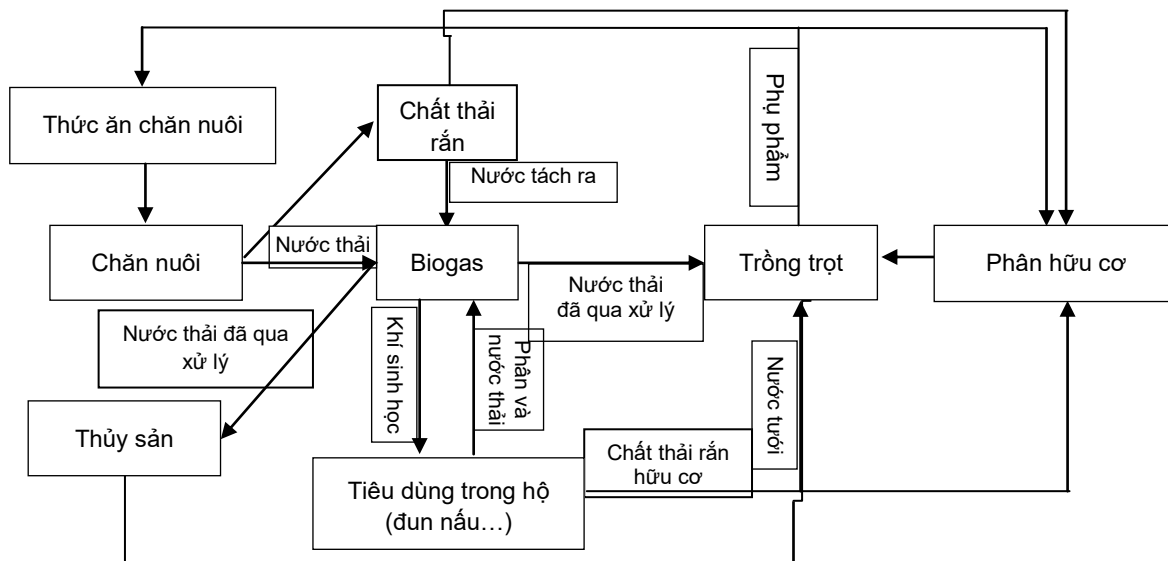 Thức ăn chăn nuôi
Chất thải
rắn
Phụ phẩm
Nước tách ra
Chăn nuôi
Nước thải
Biogas
Trồng trọt
Phân hữu cơ
Nước thải đã qua
xử lý
Khí sinh học
Phân và
nước thải
Nước thải
đã qua xử lý
Nước tưới
Thủy sản
Tiêu dùng trong hộ
(đun nấu…)
Chất thải rắn
hữu cơ